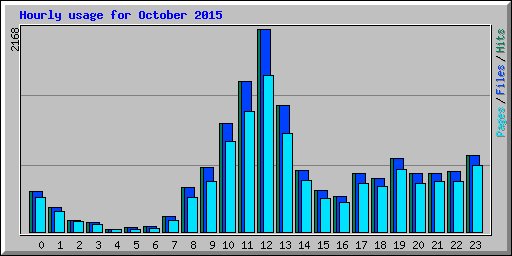 Hourly usage for October 2015
2168
Pages/Files/Hits
0 1 2 3 4 5 6 7 8 9 10 11 12 13 14 15 16 17 18 19 20 21 22 23